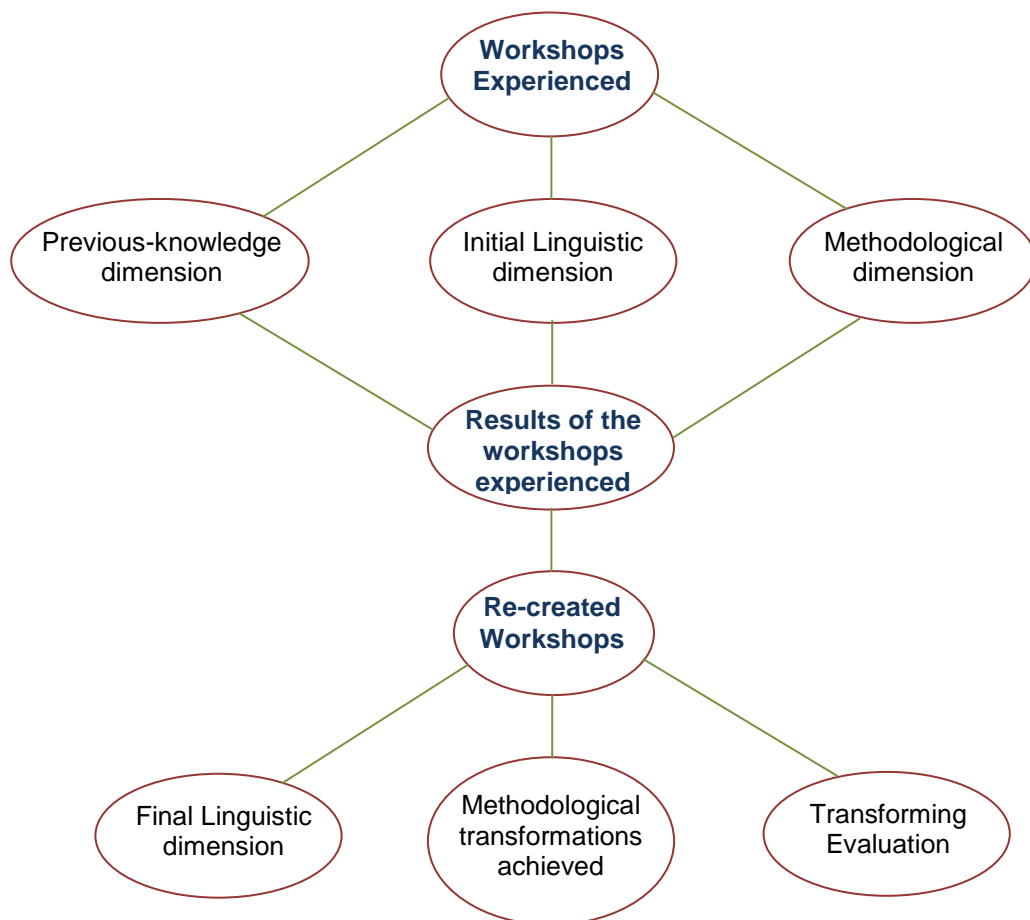 Workshops
Experienced
Previous-knowledge
dimension
Initial Linguistic
dimension
Methodological
dimension
Results of the
workshops
experienced
Re-created
Workshops
Final Linguistic
dimension
Methodological
transformations
achieved
Transforming
Evaluation